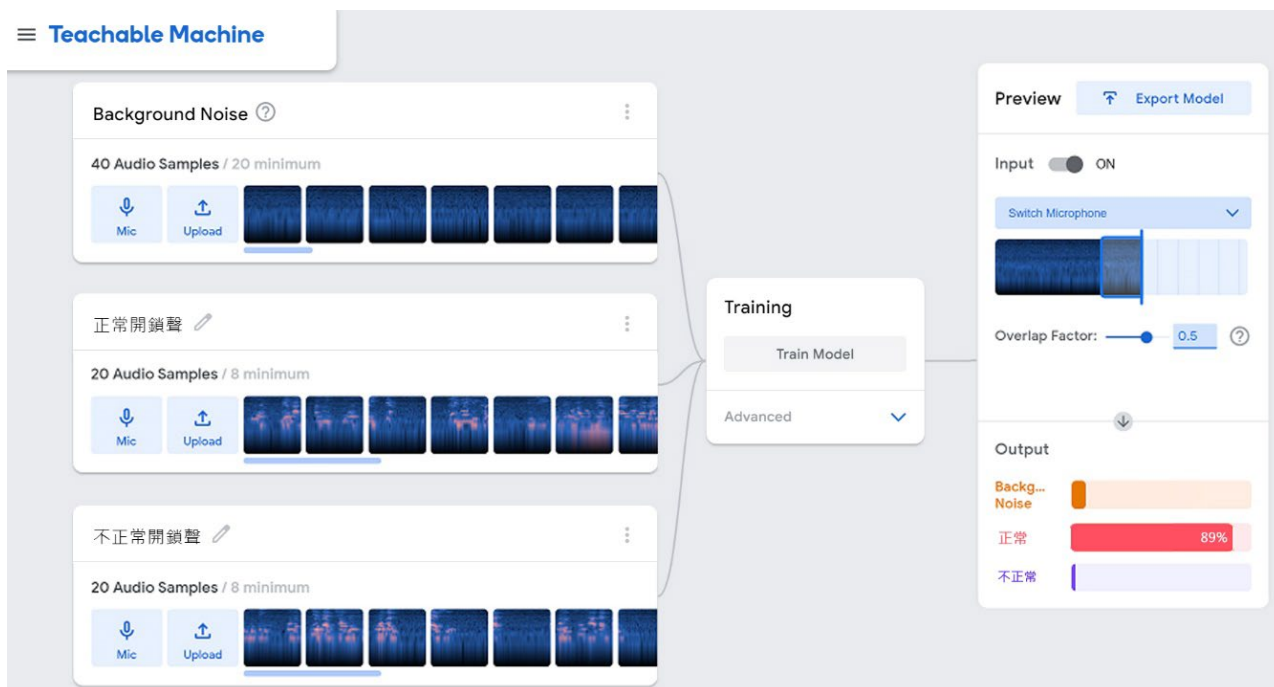 Teachable Machine
Background Noise
40 Audio Samples / 20 minimum
Mic
Upload
正常開鎖聲
20 Audio Samples / 8 minimum
Mic
Upload
不正常開鎖聲
20 Audio Samples / 8 minimum
Mic
Upload
Training
Train Model
Advanced
Preview
Export Model
Input
ON
Switch Microphone
Overlap Factor:
0.5
Output
Backg...
Noise
正常
89%
不正常